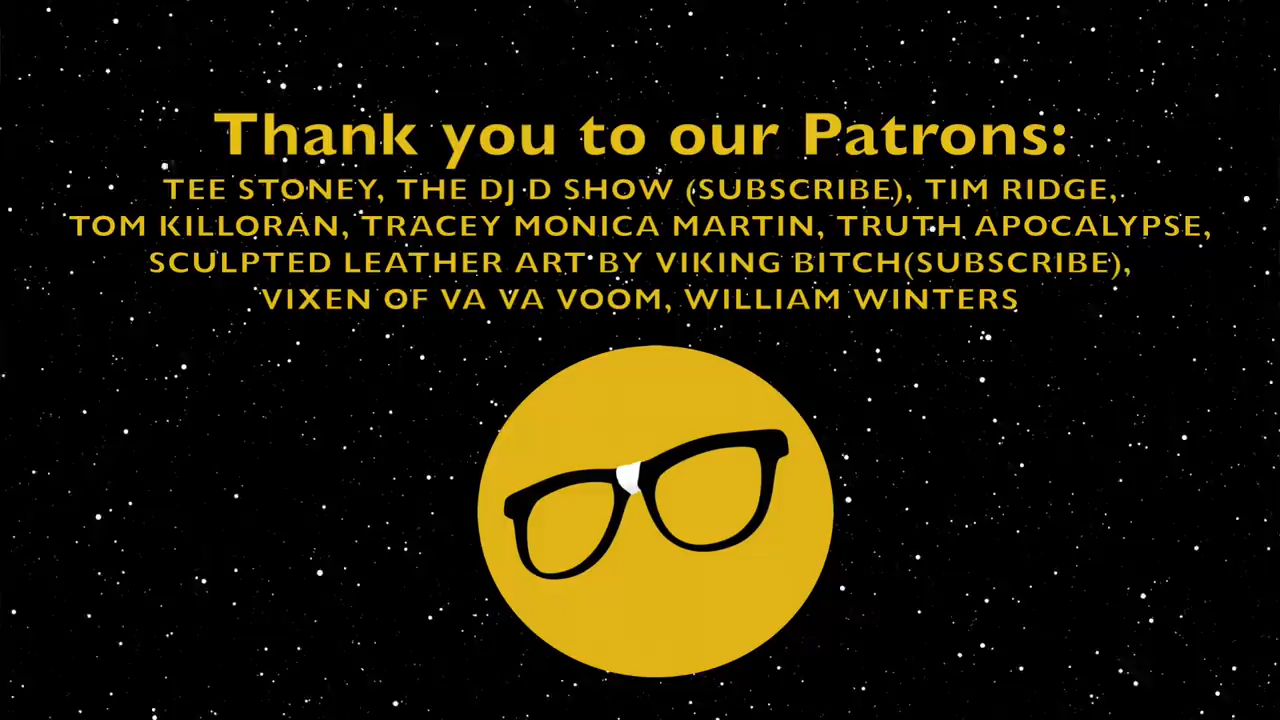 Thank you to our Patrons:
TEE STONEY, THE DJ D SHOW (SUBSCRIBE), TIM RIDGE,
TOM KILLORAN, TRACEY MONICA MARTIN, TRUTH APOCALYPSE,
SCULPTED LEATHER ART BY VIKING BITCH(SUBSCRIBE),
VIXEN OF VA VA VOOM, WILLIAM WINTERS